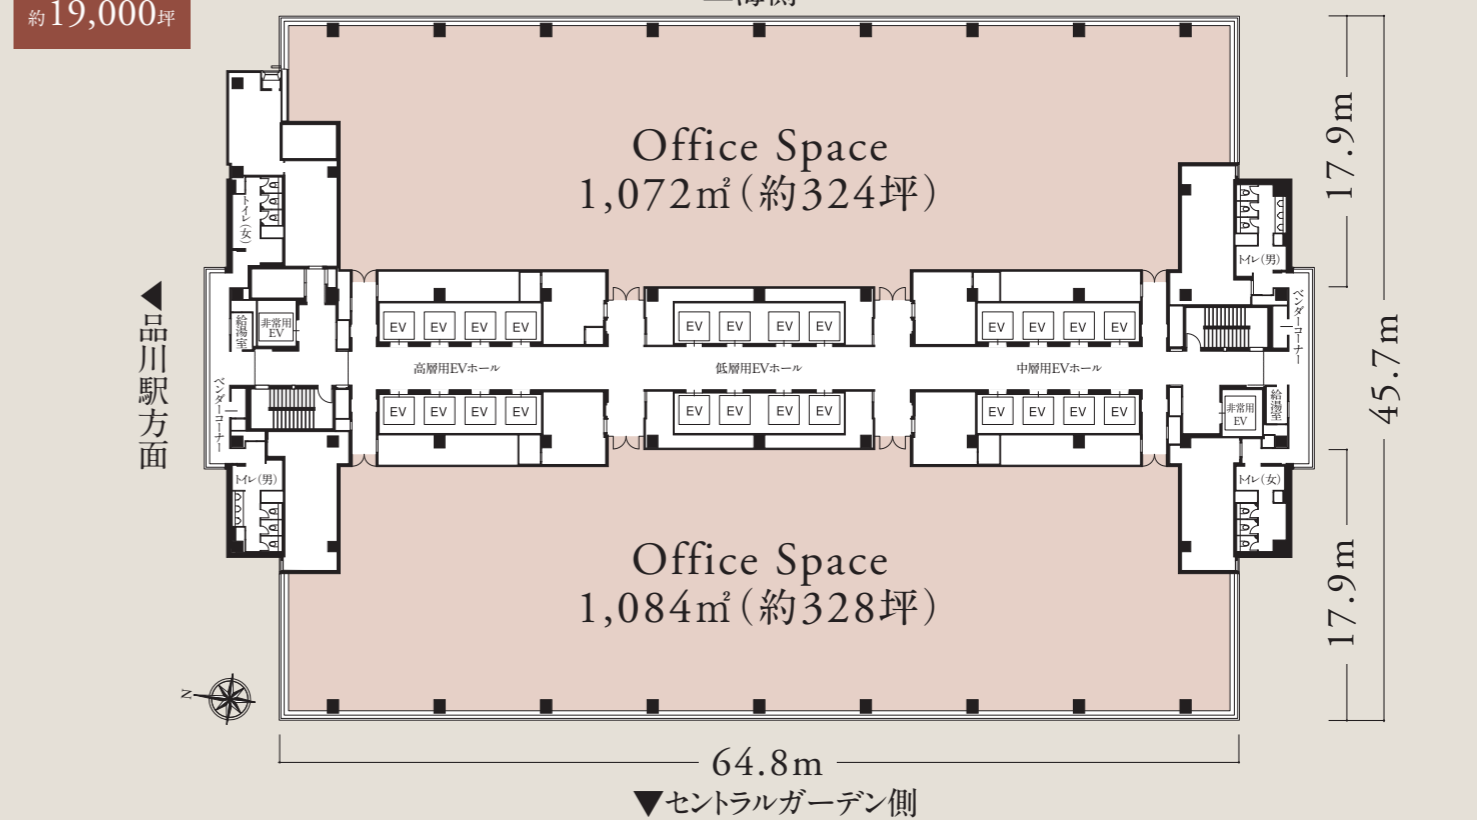 約19,000坪
海側
Office Space
1,072㎡(約324坪)
17.9m
トイレ(女)
トイレ(男)
◀品川駅方面
給湯室
非常用
EV
EV EV EV EV
EV EV EV EV
EV EV EV EV
ベンダーコーナー
45.7m
高層用EVホール
低層用EVホール
中層用EVホール
ベンダーコーナー
EV EV EV EV
EV EV EV EV
EV EV EV EV
非常用
EV
給湯室
トイレ(男)
トイレ(女)
Office Space
1,084㎡(約328坪)
17.9m
N
64.8m
▼セントラルガーデン側